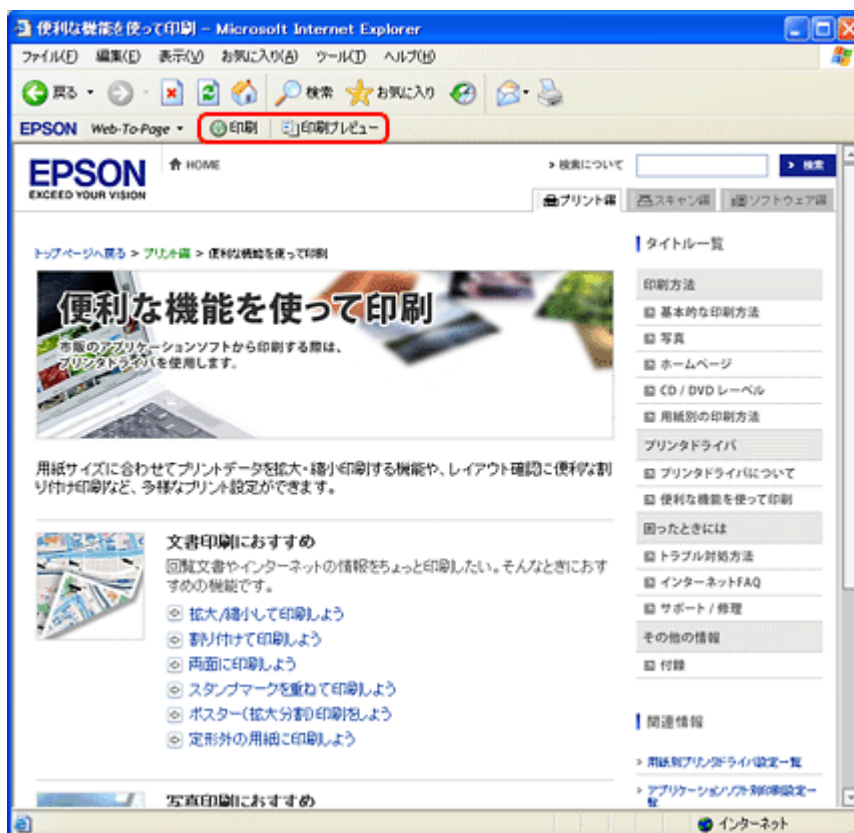 便利な機能を使って印刷 - Microsoft Internet Explorer
ファイル(F) 編集(E) 表示(V) お気に入り(A) ツール(T) ヘルプ(H)
戻る 検索 お気に入り
EPSON Web-To-Page 印刷 印刷プレビュー
EPSON
EXCEED YOUR VISION
HOME
検索について
検索
プリント編 スキャン編 ソフトウェア編
トップページへ戻る > プリント編 > 便利な機能を使って印刷
便利な機能を使って印刷
市販のアプリケーションソフトから印刷する際は、
プリンタドライバを使用します。
用紙サイズに合わせてプリントデータを拡大・縮小印刷する機能や、レイアウト確認に便利な割
り付け印刷など、多様なプリント設定ができます。
文書印刷におすすめ
回覧文書やインターネットの情報をちょっと印刷したい。そんなときにおす
すめの機能です。
拡大/縮小して印刷しよう
割り付けて印刷しよう
両面に印刷しよう
スタンプマークを重ねて印刷しよう
ポスター(拡大分割)印刷をしよう
定形外の用紙に印刷しよう
写真印刷におすすめ
タイトル一覧
印刷方法
基本的な印刷方法
写真
ホームページ
CD / DVD レーベル
用紙別の印刷方法
プリンタドライバ
プリンタドライバについて
便利な機能を使って印刷
困ったときには
トラブル対処方法
インターネットFAQ
サポート / 修理
その他の情報
付録
関連情報
用紙別プリンタドライバ設定一覧
アプリケーションソフト別印刷設定一
覧
インターネット